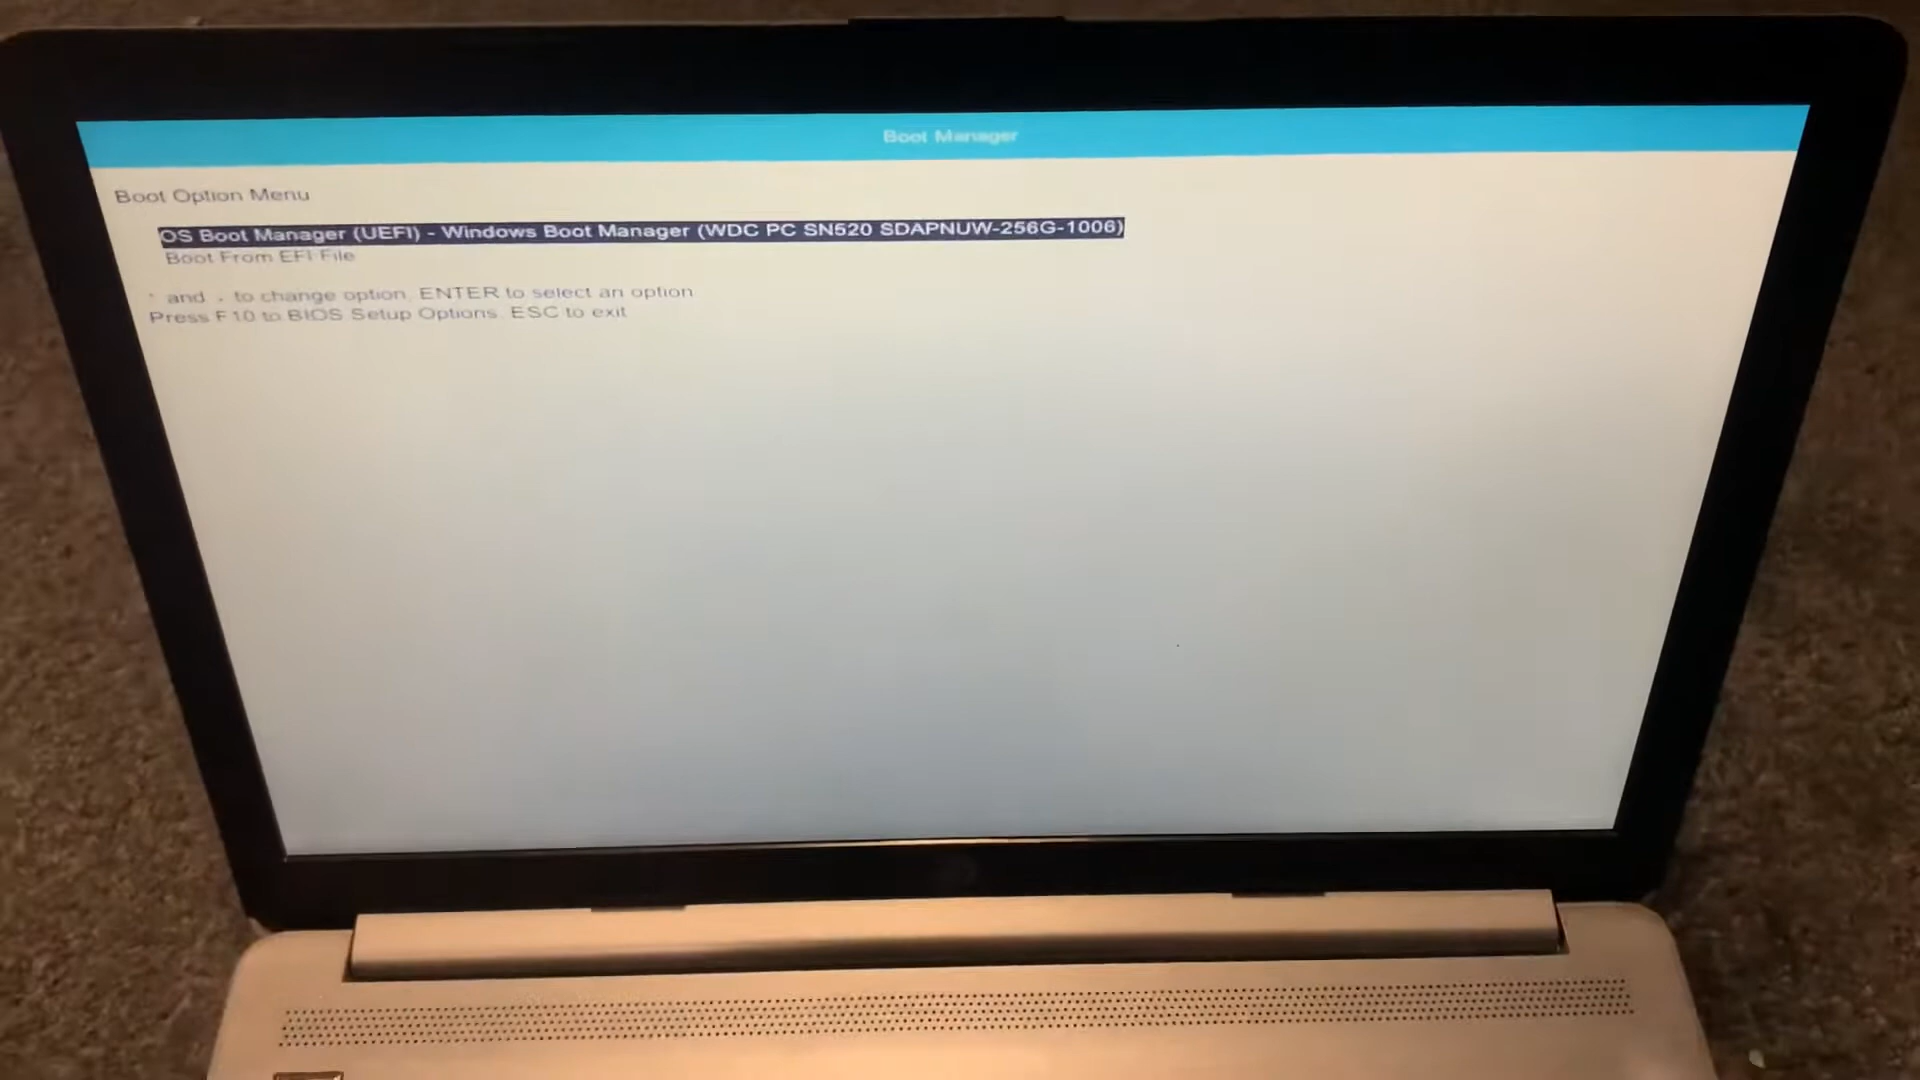 Boot Manager
Boot Option Menu
OS Boot Manager (UEFI) - Windows Boot Manager (WDC PC SN520 SDAPNUW-256G-1006)
Boot From EFI File
and to change option, ENTER to select an option
Press F10 to BIOS Setup Options, ESC to exit